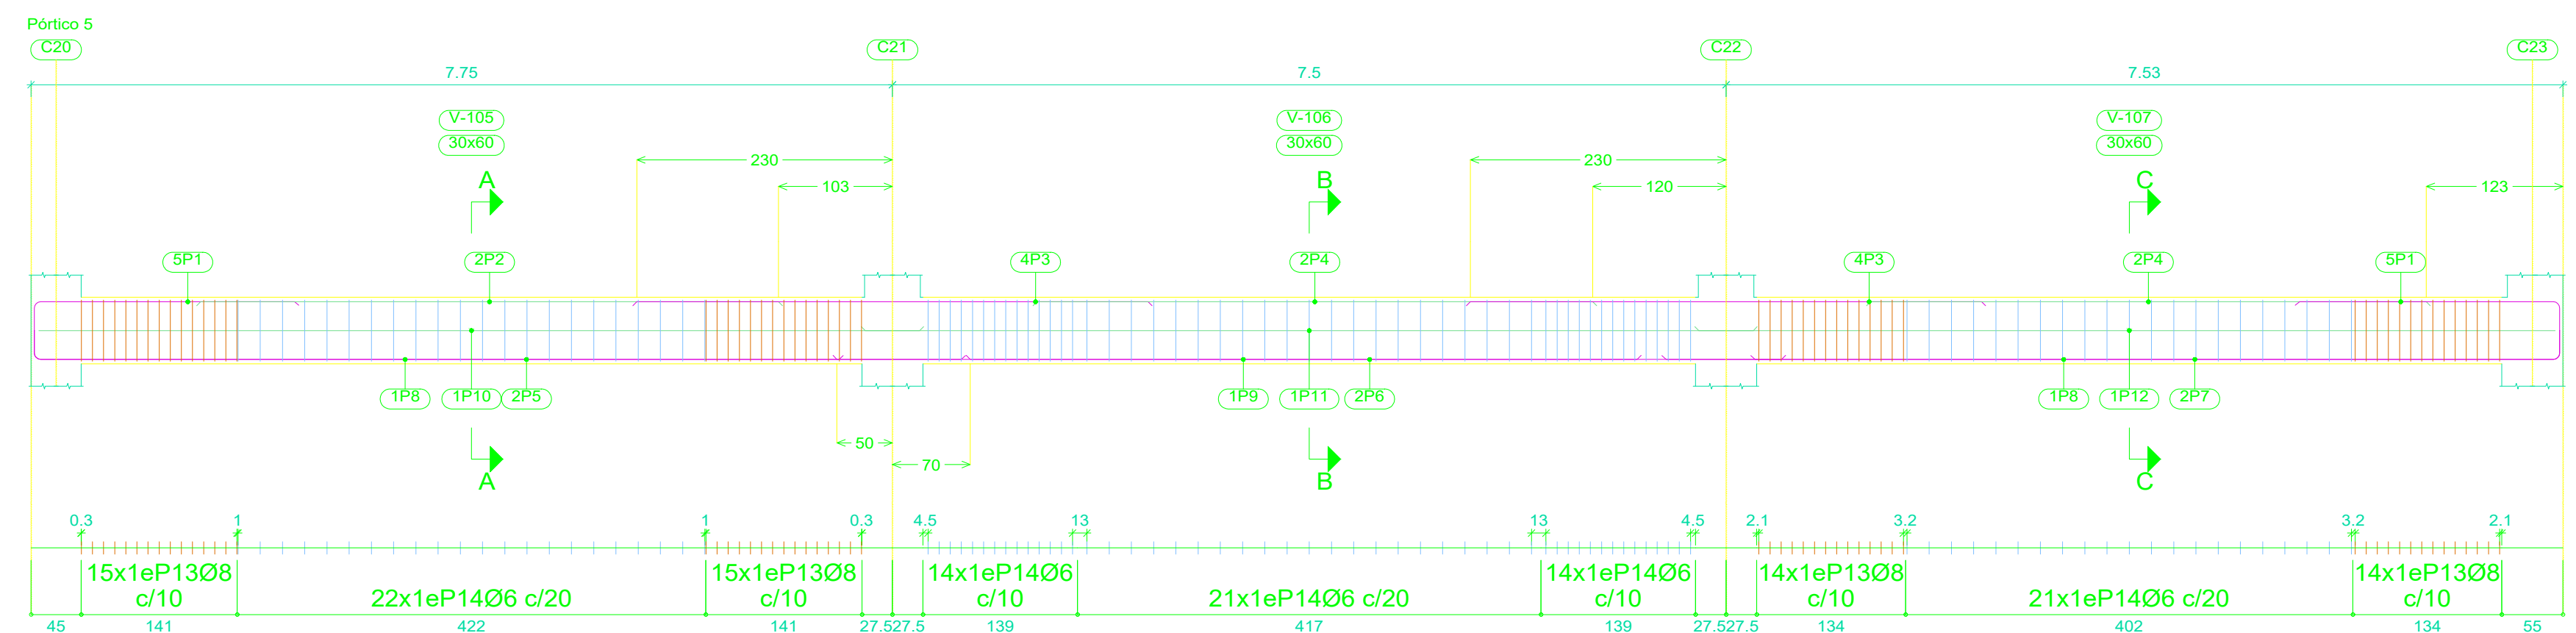 Pórtico 5
C20 C21 C22 C23
7.75 7.5 7.53
V-105 V-106 V-107
30x60 30x60 30x60
230 230
A B C
103 120 123
5P1 2P2 4P3 2P4 4P3 2P4 5P1
1P8 1P10 2P5 1P9 1P11 2P6 1P8 1P12 2P7
50
70
A B C
0.3 1 1 0.3 4.5 13 13 4.5 2.1 3.2 3.2 2.1
15x1eP13Ø8 15x1eP13Ø8 14x1eP14Ø6 14x1eP14Ø6 14x1eP13Ø8 14x1eP13Ø8
c/10 22x1eP14Ø6 c/20 c/10 c/10 21x1eP14Ø6 c/20 c/10 c/10 21x1eP14Ø6 c/20 c/10
45 141 422 141 27.5 27.5 139 417 139 27.5 27.5 134 402 134 55